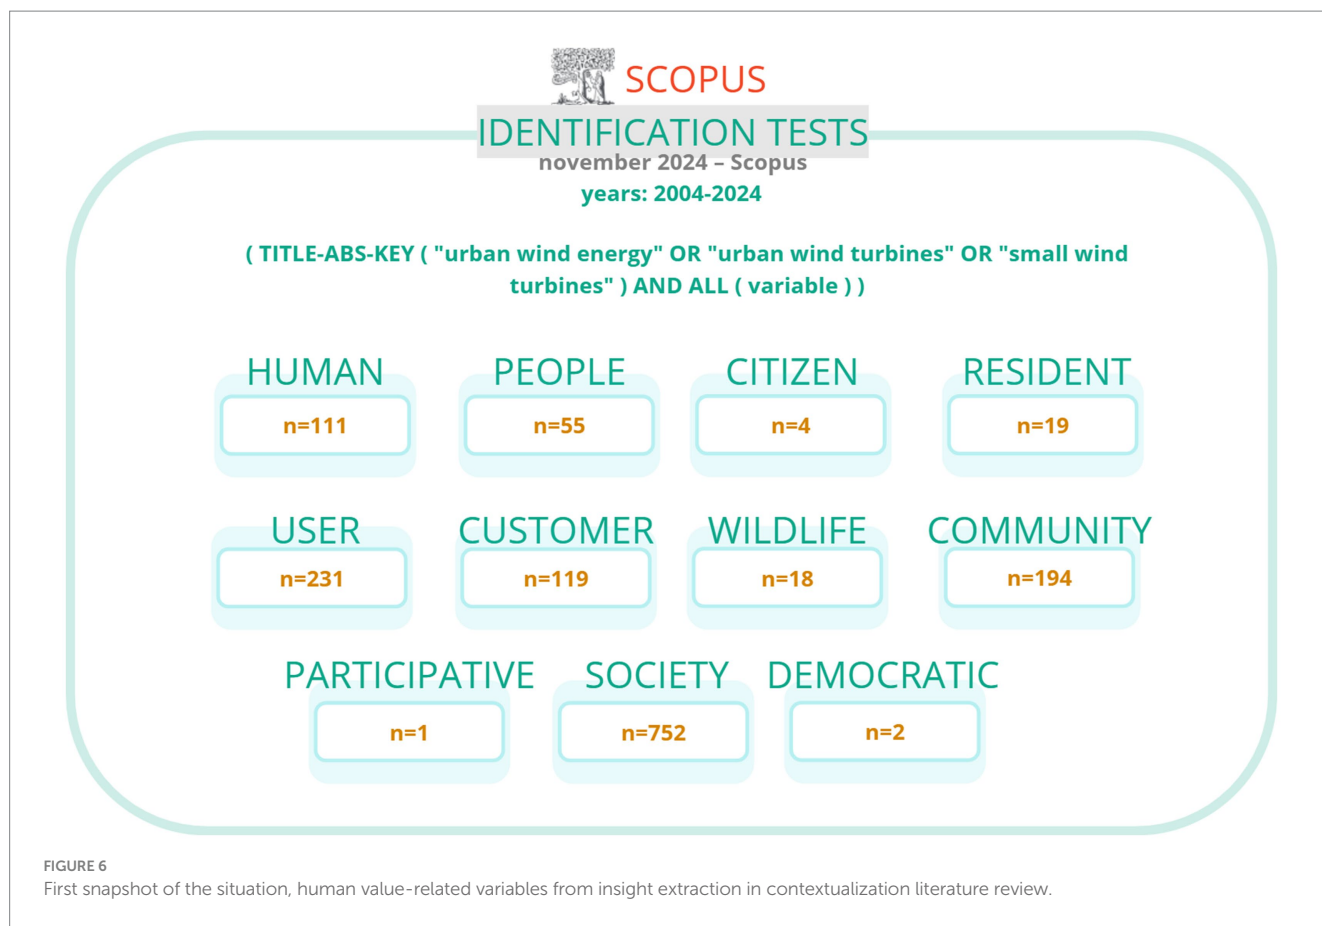 SCOPUS
IDENTIFICATION TESTS
november 2024 – Scopus
years: 2004-2024
( TITLE-ABS-KEY ( "urban wind energy" OR "urban wind turbines" OR "small wind
turbines" ) AND ALL ( variable ) )
HUMAN PEOPLE CITIZEN RESIDENT
n=111 n=55 n=4 n=19
USER CUSTOMER WILDLIFE COMMUNITY
n=231 n=119 n=18 n=194
PARTICIPATIVE SOCIETY DEMOCRATIC
n=1 n=752 n=2
FIGURE 6
First snapshot of the situation, human value-related variables from insight extraction in contextualization literature review.